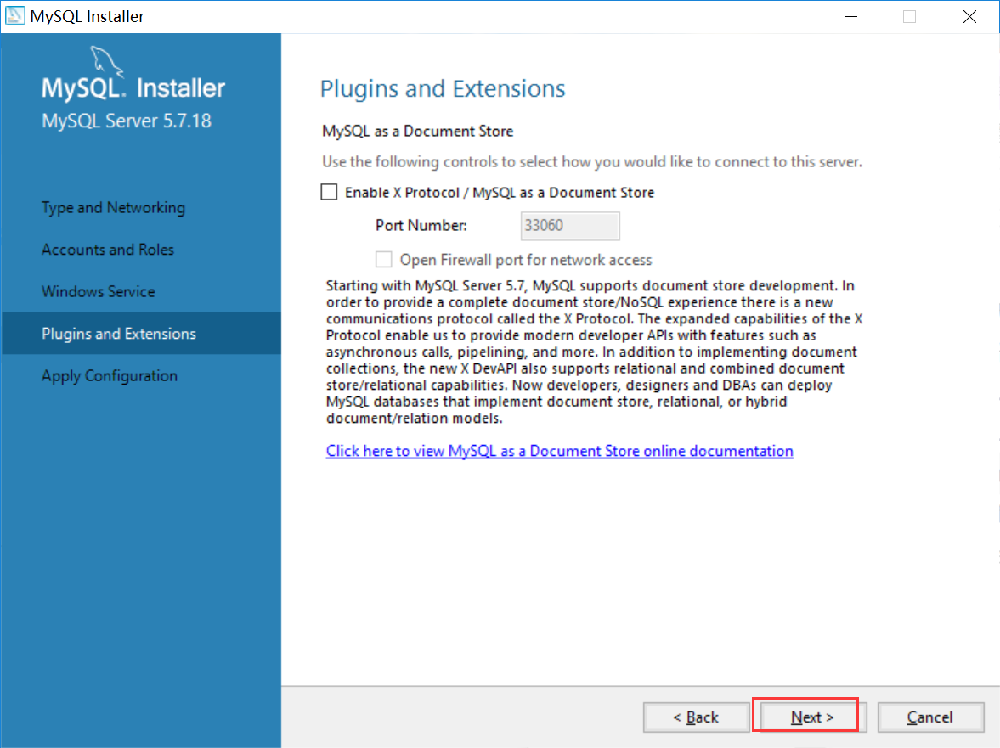 MySQL Installer
MySQL. Installer
MySQL Server 5.7.18
Type and Networking
Accounts and Roles
Windows Service
Plugins and Extensions
Apply Configuration
Plugins and Extensions
MySQL as a Document Store
Use the following controls to select how you would like to connect to this server.
Enable X Protocol / MySQL as a Document Store
Port Number: 33060
Open Firewall port for network access
Starting with MySQL Server 5.7, MySQL supports document store development. In
order to provide a complete document store/NoSQL experience there is a new
communications protocol called the X Protocol. The expanded capabilities of the X
Protocol enable us to provide modern developer APIs with features such as
asynchronous calls, pipelining, and more. In addition to implementing document
collections, the new X DevAPI also supports relational and combined document
store/relational capabilities. Now developers, designers and DBAs can deploy
MySQL databases that implement document store, relational, or hybrid
document/relation models.
Click here to view MySQL as a Document Store online documentation
< Back Next > Cancel